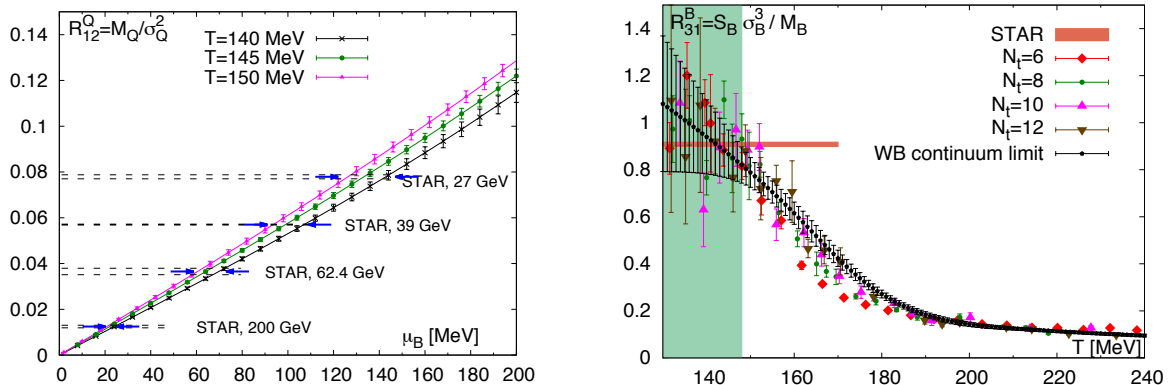 R₁₂^Q=M_Q/σ_Q²
T=140 MeV
T=145 MeV
T=150 MeV
STAR, 27 GeV
STAR, 39 GeV
STAR, 62.4 GeV
STAR, 200 GeV
0.14
0.12
0.1
0.08
0.06
0.04
0.02
0
μ_B [MeV]
0 20 40 60 80 100 120 140 160 180 200
R₃₁^B=S_B σ_B³/M_B
STAR
N_t=6
N_t=8
N_t=10
N_t=12
WB continuum limit
1.4
1.2
1
0.8
0.6
0.4
0.2
0
T [MeV]
140 160 180 200 220 240